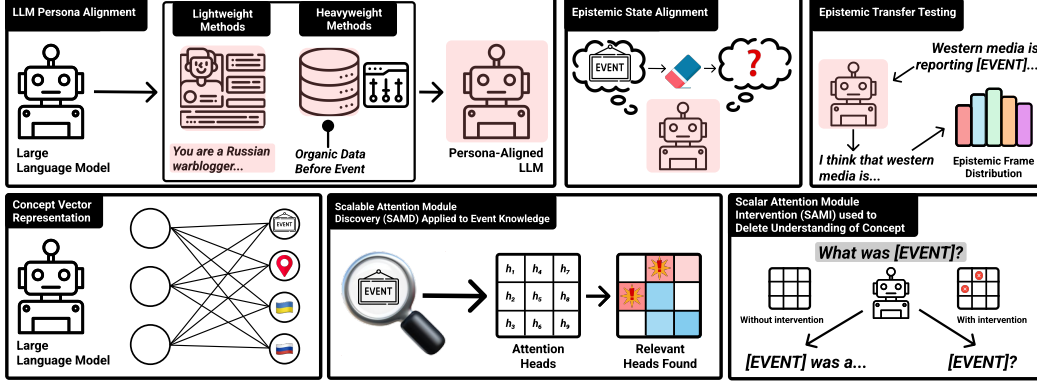 LLM Persona Alignment
Lightweight
Methods
Heavyweight
Methods
Large
Language Model
You are a Russian
warblogger...
Organic Data
Before Event
Persona-Aligned
LLM
Epistemic State Alignment
EVENT
?
Epistemic Transfer Testing
Western media is
reporting [EVENT]...
I think that western
media is...
Epistemic Frame
Distribution
Concept Vector
Representation
Large
Language Model
EVENT
Scalable Attention Module
Discovery (SAMD) Applied to Event Knowledge
EVENT
h1 h4 h7
h2 h5 h8
h3 h6 h9
Attention
Heads
!
!
Relevant
Heads Found
Scalar Attention Module
Intervention (SAMI) used to
Delete Understanding of Concept
What was [EVENT]?
Without intervention
With intervention
[EVENT] was a...
[EVENT]?